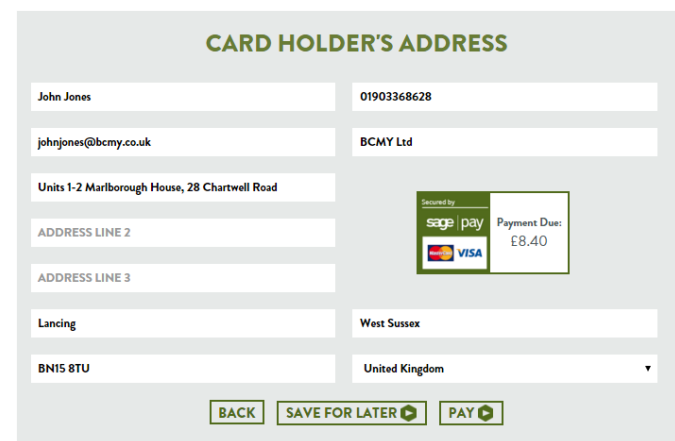 CARD HOLDER'S ADDRESS
John Jones
01903368628
johnjones@bcmy.co.uk
BCMY Ltd
Units 1-2 Marlborough House, 28 Chartwell Road
ADDRESS LINE 2
Secured by
sage pay
MasterCard VISA
Payment Due:
£8.40
ADDRESS LINE 3
Lancing
West Sussex
BN15 8TU
United Kingdom
BACK
SAVE FOR LATER
PAY